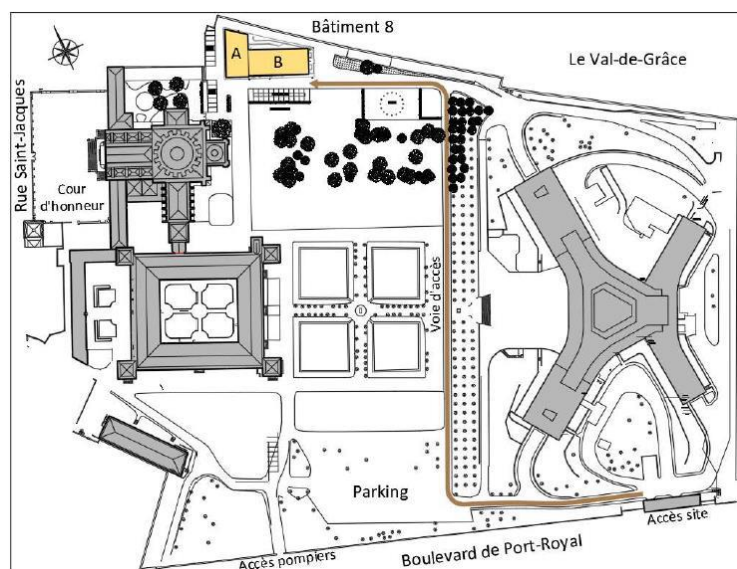 Bâtiment 8
A
B
Le Val-de-Grâce
Rue Saint-Jacques
Cour
d'honneur
Voie d'accès
Parking
Accès site
Accès pompiers
Boulevard de Port-Royal